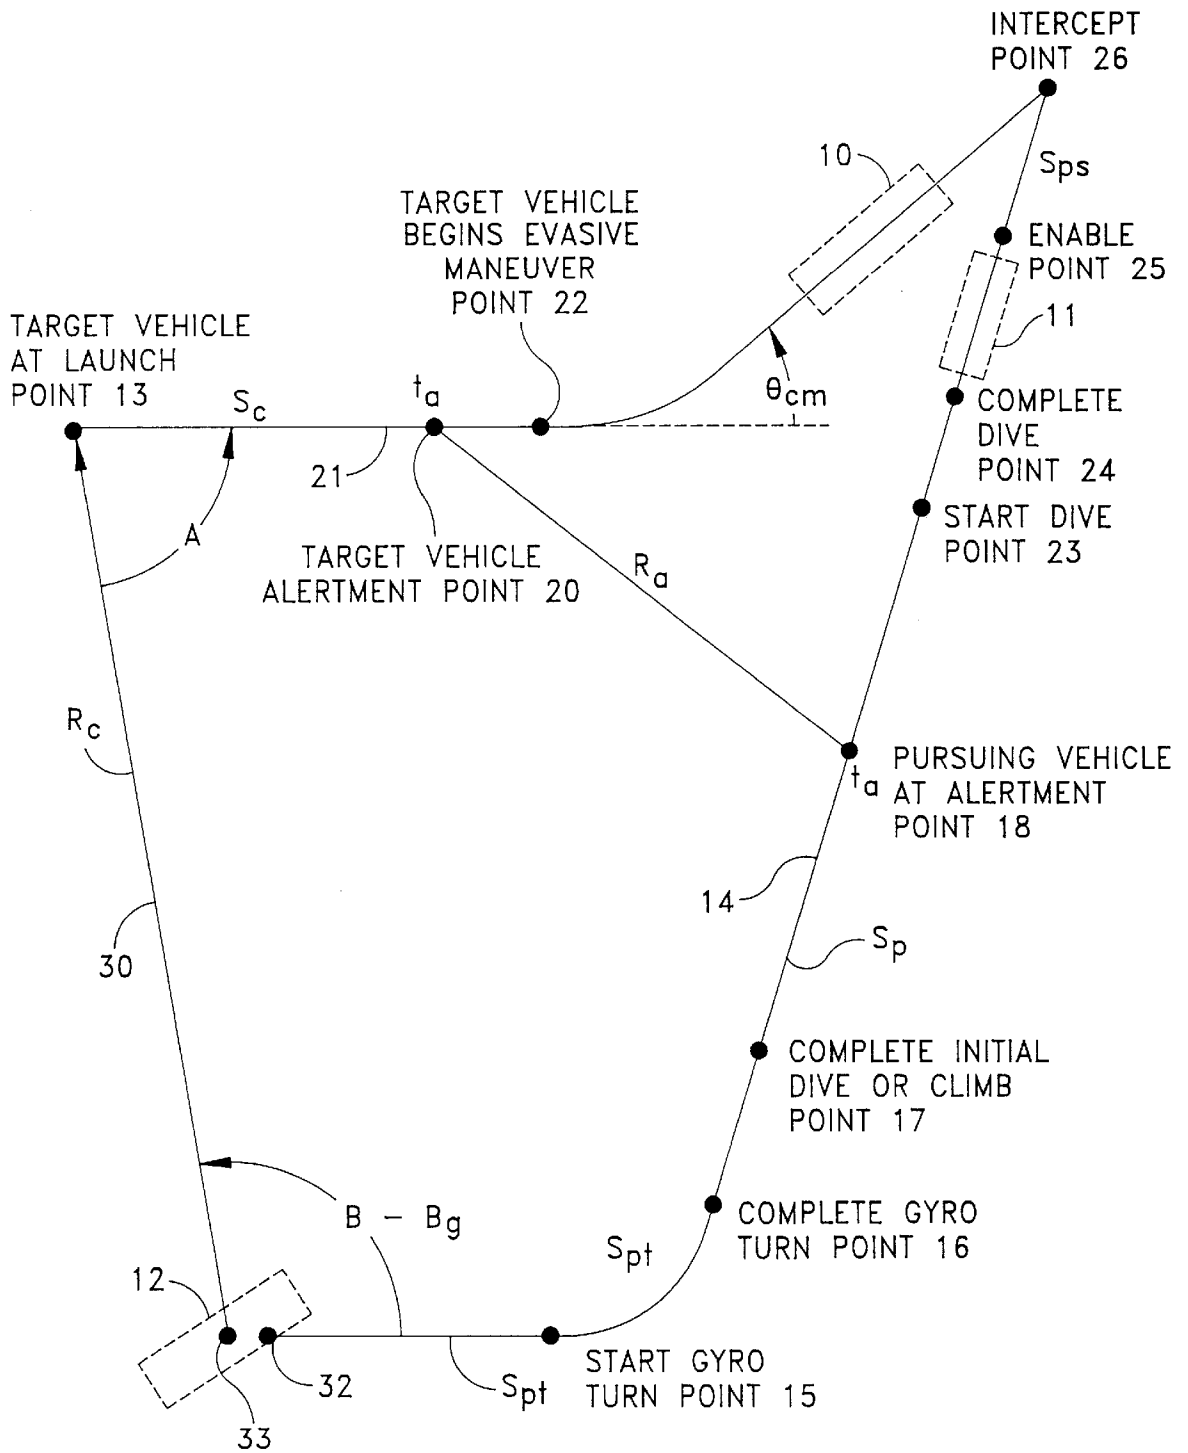 INTERCEPT
POINT 26
10
Sps
TARGET VEHICLE
BEGINS EVASIVE
MANEUVER
POINT 22
ENABLE
POINT 25
11
TARGET VEHICLE
AT LAUNCH
POINT 13
Sc
ta
θcm
COMPLETE
DIVE
POINT 24
21
A
START DIVE
POINT 23
TARGET VEHICLE
ALERTMENT POINT 20
Ra
Rc
PURSUING VEHICLE
AT ALERTMENT
POINT 18
ta
14
Sp
30
COMPLETE INITIAL
DIVE OR CLIMB
POINT 17
B - Bg
COMPLETE GYRO
TURN POINT 16
Spt
12
START GYRO
TURN POINT 15
32
Spt
33